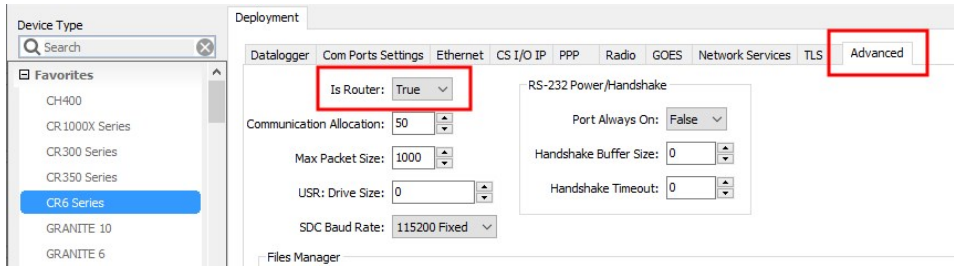 Device Type
Search
Favorites
CH400
CR1000X Series
CR300 Series
CR350 Series
CR6 Series
GRANITE 10
GRANITE 6
Deployment
Datalogger Com Ports Settings Ethernet CS I/O IP PPP Radio GOES Network Services TLS Advanced
Is Router: True
Communication Allocation: 50
Max Packet Size: 1000
USR: Drive Size: 0
SDC Baud Rate: 115200 Fixed
RS-232 Power/Handshake
Port Always On: False
Handshake Buffer Size: 0
Handshake Timeout: 0
Files Manager